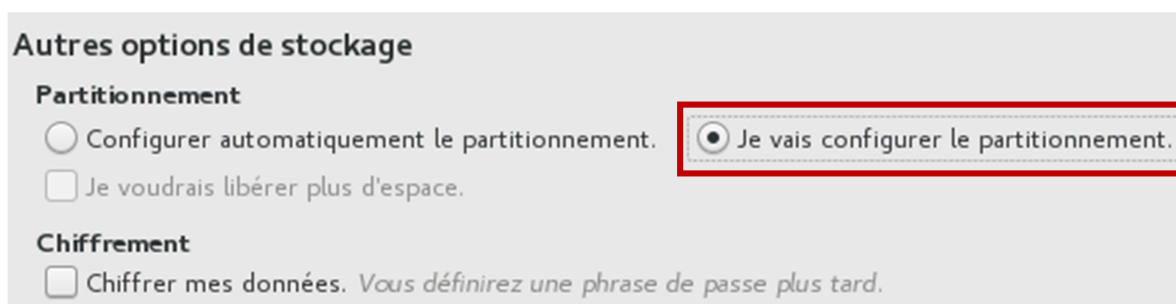 Autres options de stockage
Partitionnement
Configurer automatiquement le partitionnement. Je vais configurer le partitionnement.
Je voudrais libérer plus d'espace.
Chiffrement
Chiffrer mes données. Vous définirez une phrase de passe plus tard.